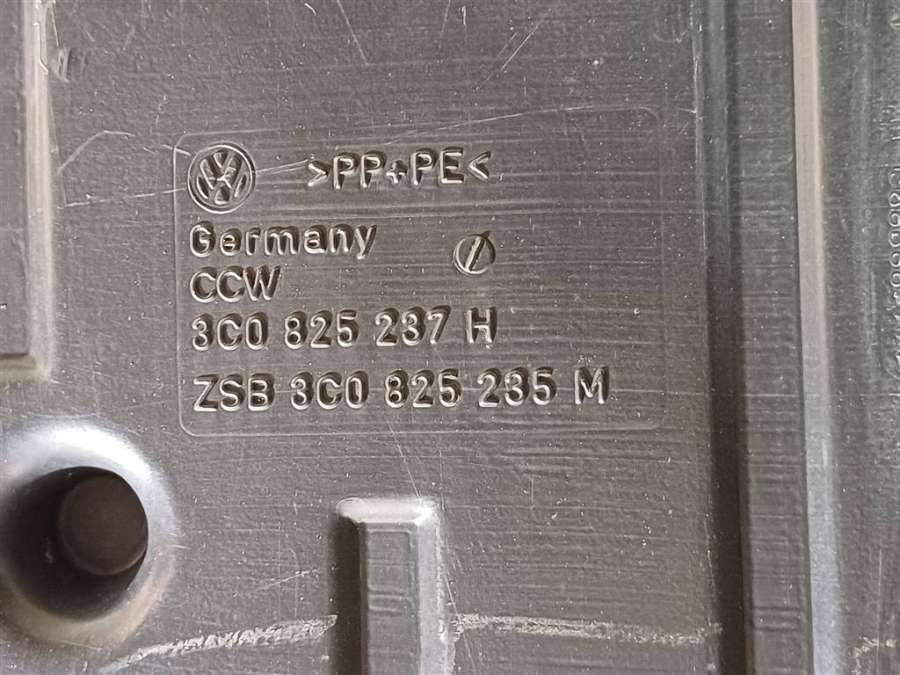 >PP+PE<
Germany
CCW
3C0 825 237 H
ZSB 3C0 825 235 M